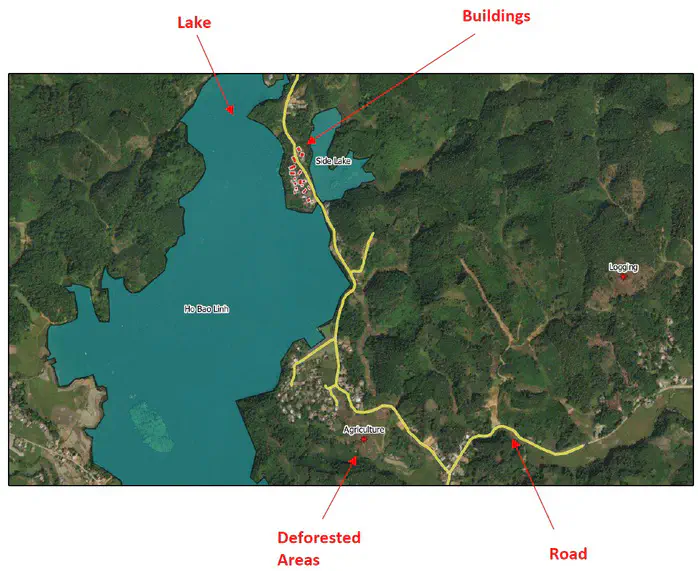 Buildings
Lake
Side Lake
Logging
Ho Bao Linh
Agriculture
Deforested
Areas
Road